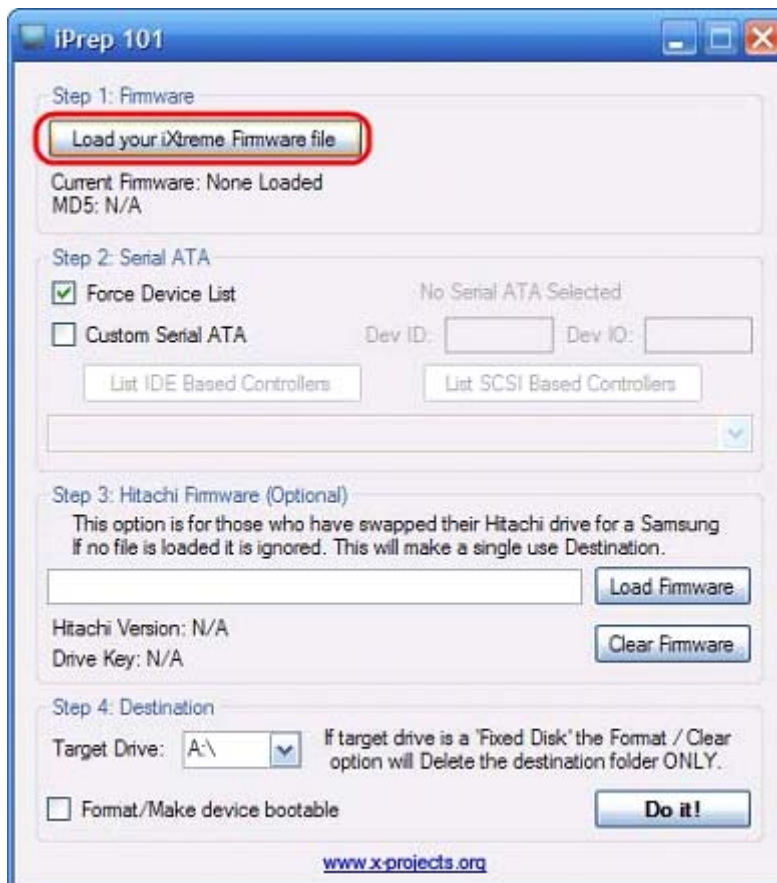 iPrep 101
Step 1: Firmware
Load your iXtreme Firmware file
Current Firmware: None Loaded
MD5: N/A
Step 2: Serial ATA
Force Device List
No Serial ATA Selected
Custom Serial ATA
Dev ID:
Dev IO:
List IDE Based Controllers
List SCSI Based Controllers
Step 3: Hitachi Firmware (Optional)
This option is for those who have swapped their Hitachi drive for a Samsung
If no file is loaded it is ignored. This will make a single use Destination.
Load Firmware
Hitachi Version: N/A
Drive Key: N/A
Clear Firmware
Step 4: Destination
Target Drive:
A:\
If target drive is a 'Fixed Disk' the Format / Clear
option will Delete the destination folder ONLY.
Format/Make device bootable
Do it!
www.x-projects.org